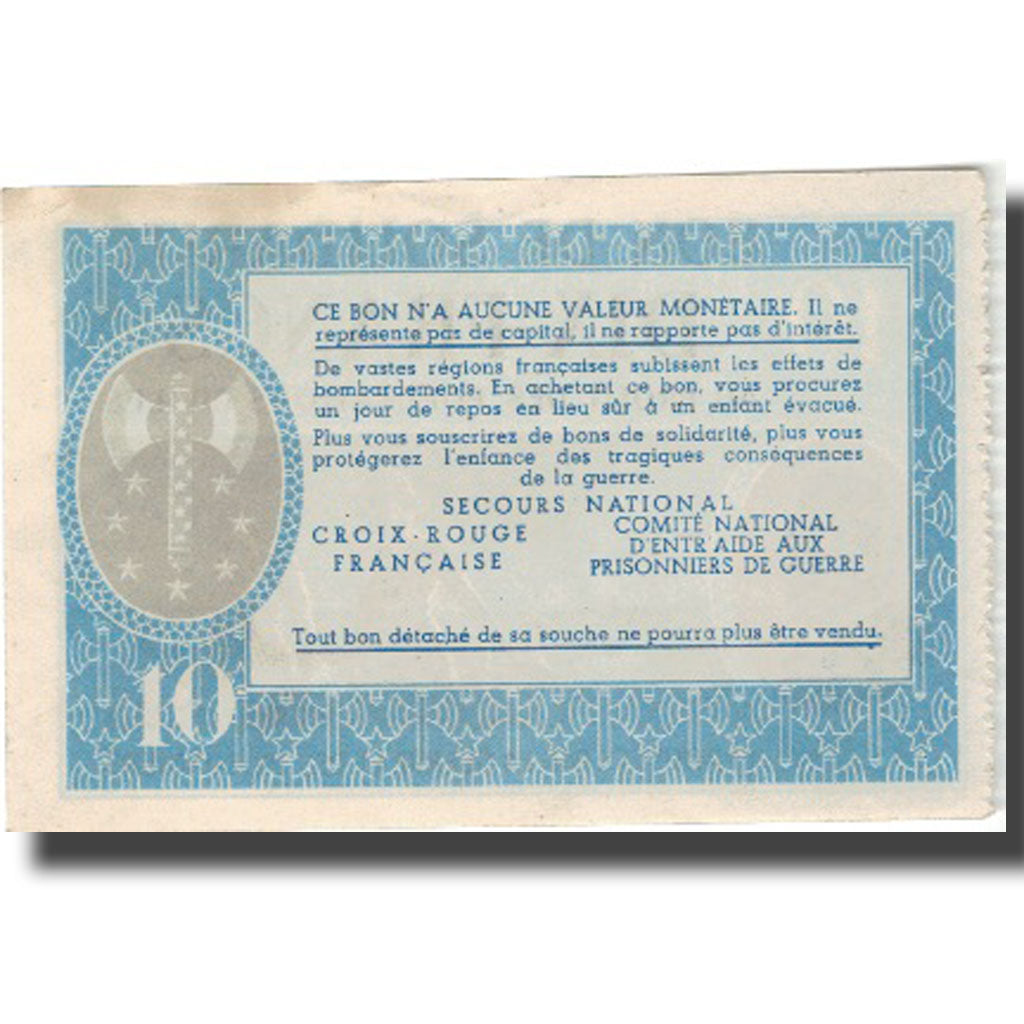 CE BON N'A AUCUNE VALEUR MONÉTAIRE. Il ne
représente pas de capital, il ne rapporte pas d'intérêt.
De vastes régions françaises subissent les effets de
bombardements. En achetant ce bon, vous procurez
un jour de repos en lieu sûr à un enfant évacué.
Plus vous souscrirez de bons de solidarité, plus vous
protégerez l'enfance des tragiques conséquences
de la guerre.
SECOURS NATIONAL
CROIX-ROUGE
FRANÇAISE
COMITÉ NATIONAL
D'ENTR'AIDE AUX
PRISONNIERS DE GUERRE
Tout bon détaché de sa souche ne pourra plus être vendu.
10